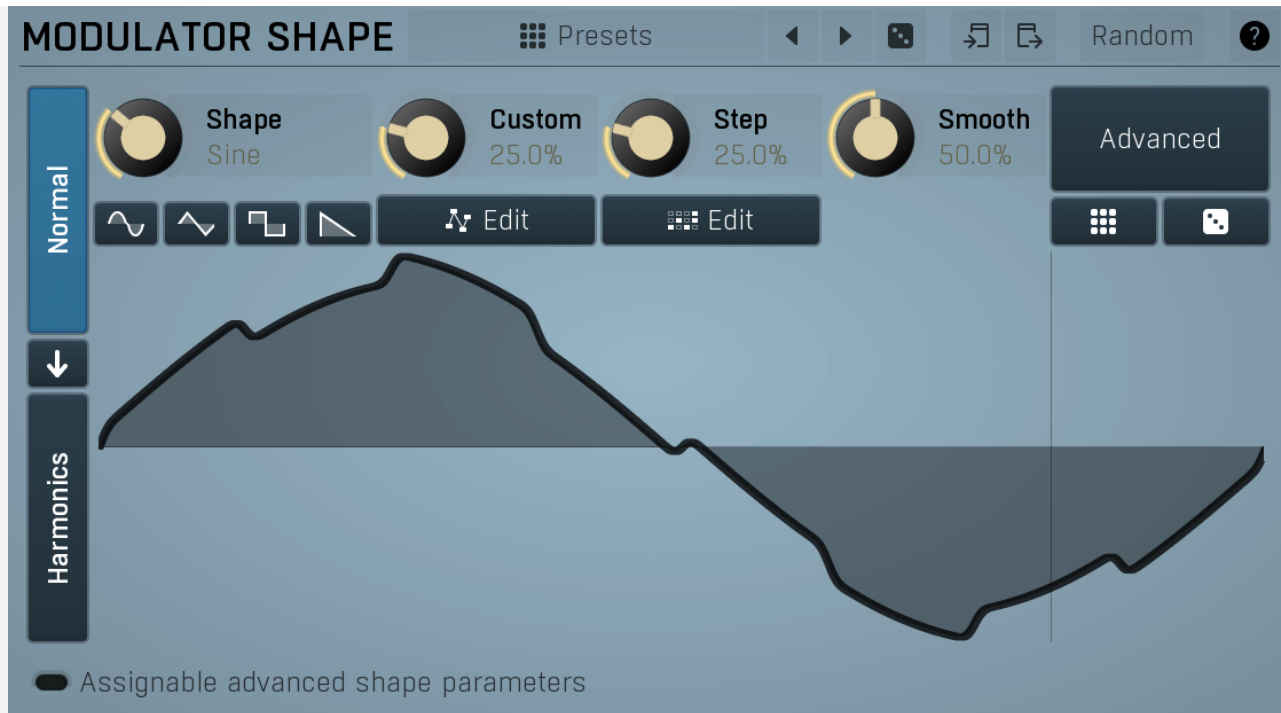 MODULATOR SHAPE
Presets
Random
?
Normal
Shape
Sine
Custom
25.0%
Step
25.0%
Smooth
50.0%
Advanced
Edit
Edit
Harmonics
Assignable advanced shape parameters